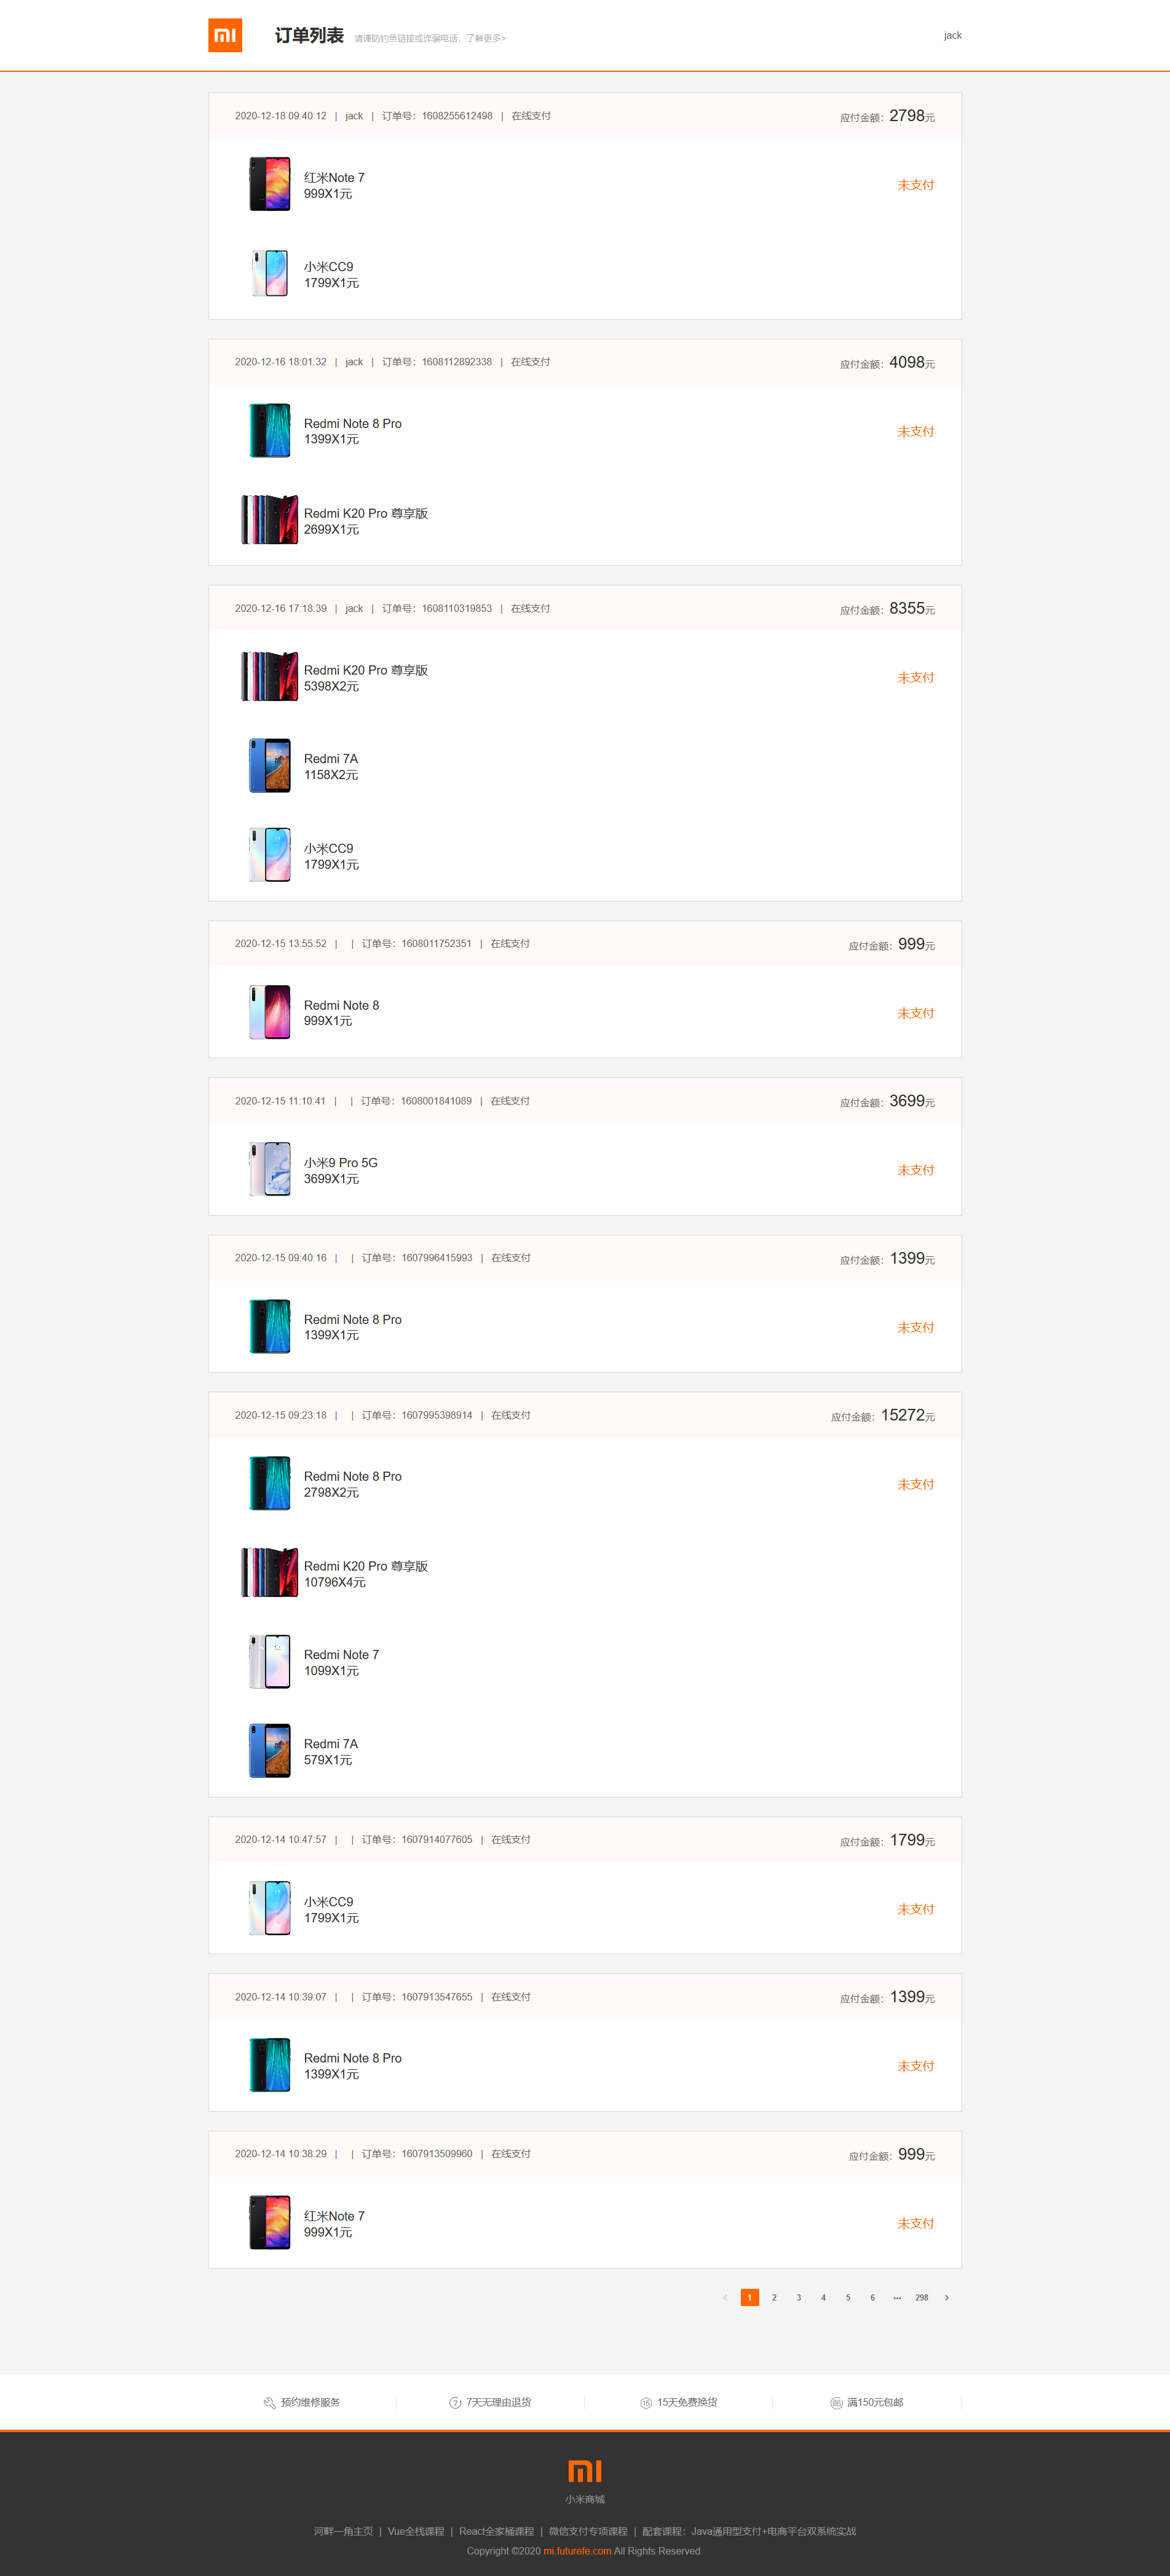 订单列表 请谨防钓鱼链接或诈骗电话，了解更多>
jack
2020-12-18 09:40:12 | jack | 订单号：1608255612498 | 在线支付 应付金额：2798元
红米Note 7
999X1元
未支付
小米CC9
1799X1元
2020-12-16 18:01:32 | jack | 订单号：1608112892338 | 在线支付 应付金额：4098元
Redmi Note 8 Pro
1399X1元
未支付
Redmi K20 Pro 尊享版
2699X1元
2020-12-16 17:18:39 | jack | 订单号：1608110319853 | 在线支付 应付金额：8355元
Redmi K20 Pro 尊享版
5398X2元
未支付
Redmi 7A
1158X2元
小米CC9
1799X1元
2020-12-15 13:55:52 | | 订单号：1608011752351 | 在线支付 应付金额：999元
Redmi Note 8
999X1元
未支付
2020-12-15 11:10:41 | | 订单号：1608001841089 | 在线支付 应付金额：3699元
小米9 Pro 5G
3699X1元
未支付
2020-12-15 09:40:16 | | 订单号：1607996415993 | 在线支付 应付金额：1399元
Redmi Note 8 Pro
1399X1元
未支付
2020-12-15 09:23:18 | | 订单号：1607995398914 | 在线支付 应付金额：15272元
Redmi Note 8 Pro
2798X2元
未支付
Redmi K20 Pro 尊享版
10796X4元
Redmi Note 7
1099X1元
Redmi 7A
579X1元
2020-12-14 10:47:57 | | 订单号：1607914077605 | 在线支付 应付金额：1799元
小米CC9
1799X1元
未支付
2020-12-14 10:39:07 | | 订单号：1607913547655 | 在线支付 应付金额：1399元
Redmi Note 8 Pro
1399X1元
未支付
2020-12-14 10:38:29 | | 订单号：1607913509960 | 在线支付 应付金额：999元
红米Note 7
999X1元
未支付
< 1 2 3 4 5 6 ••• 298 >
预约维修服务 7天无理由退货 15天免费换货 满150元包邮
小米商城
河畔一角主页 | Vue全栈课程 | React全家桶课程 | 微信支付专项课程 | 配套课程：Java通用型支付+电商平台双系统实战
Copyright ©2020 mi.futurefe.com All Rights Reserved.